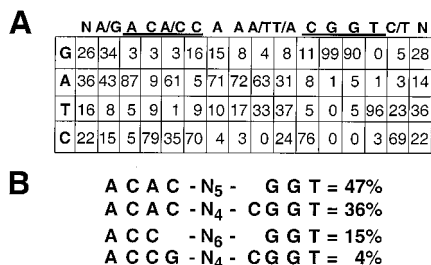 A
N A/G A C A/C C A A A/T T/A C G G T C/T N
G 26 34 3 3 3 16 15 8 4 8 11 99 90 0 5 28
A 36 43 87 9 61 5 71 72 63 31 8 1 5 1 3 14
T 16 8 5 9 1 9 10 17 33 37 5 0 5 96 23 36
C 22 15 5 79 35 70 4 3 0 24 76 0 0 3 69 22
B
A C A C - N5 - G G T = 47%
A C A C - N4 - C G G T = 36%
A C C - N6 - G G T = 15%
A C C G - N4 - C G G T = 4%